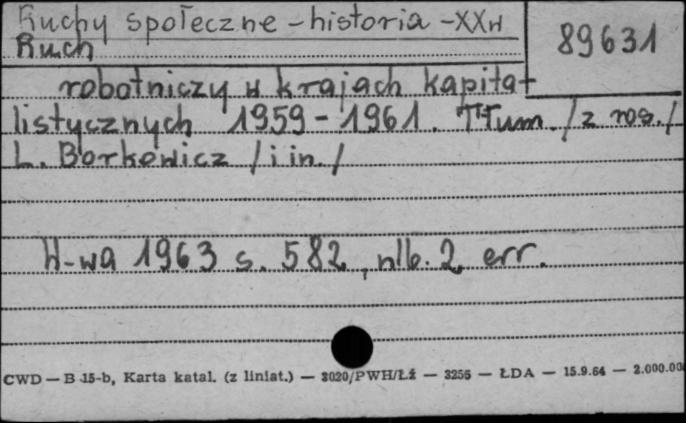 Ruchy społeczne - historia - XXw
89631
Ruch
robotniczy w krajach kapita-
listycznych 1959-1961. Tłum. /z ros./
L. Borkowicz /i in./
W-wa 1963 s. 582, nlb. 2, err.
CWD — B 15-b, Karta katal. (z liniat.) — 3020/PWH/Łź — 3256 — ŁDA — 15.9.64 — 2.000.00